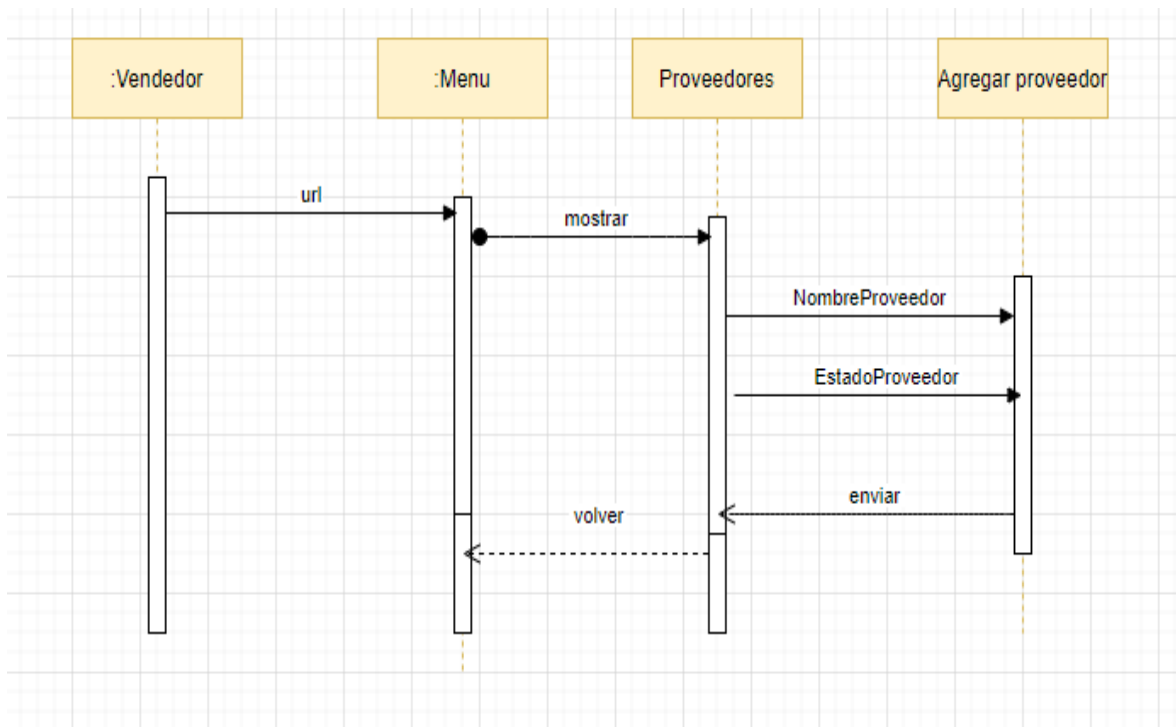 :Vendedor
:Menu
Proveedores
Agregar proveedor
url
mostrar
NombreProveedor
EstadoProveedor
enviar
volver